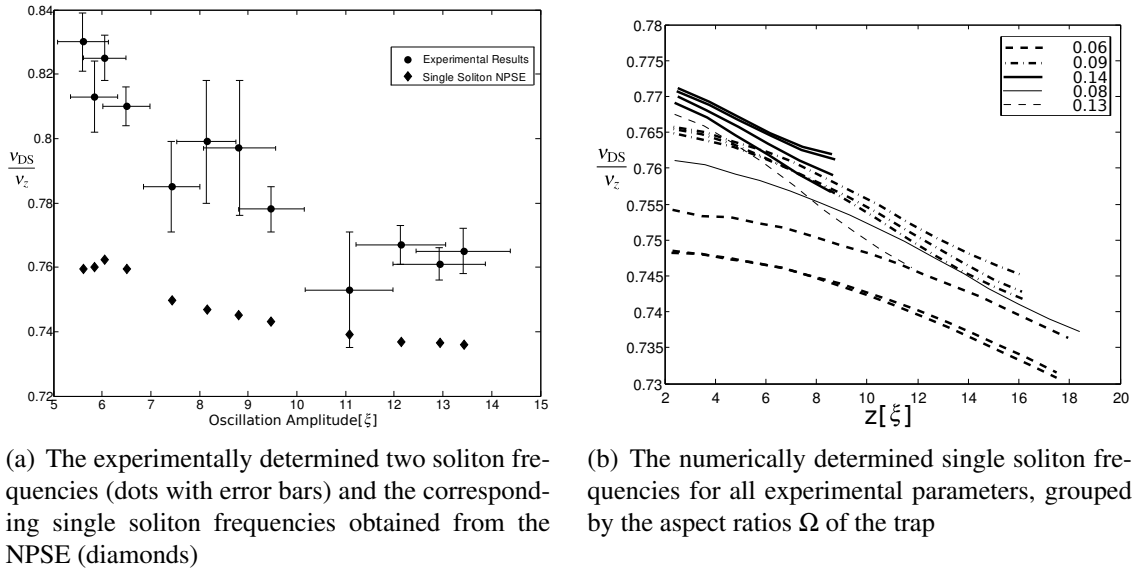 0.84
0.82
0.8
0.78
0.76
0.74
0.72
ν_DS
ν_z
5 6 7 8 9 10 11 12 13 14 15
Oscillation Amplitude[ξ]
Experimental Results
Single Soliton NPSE
0.78
0.775
0.77
0.765
0.76
0.755
0.75
0.745
0.74
0.735
0.73
ν_DS
ν_z
2 4 6 8 10 12 14 16 18 20
z[ξ]
0.06
0.09
0.14
0.08
0.13
(a) The experimentally determined two soliton fre-
quencies (dots with error bars) and the correspond-
ing single soliton frequencies obtained from the
NPSE (diamonds)
(b) The numerically determined single soliton fre-
quencies for all experimental parameters, grouped
by the aspect ratios Ω of the trap